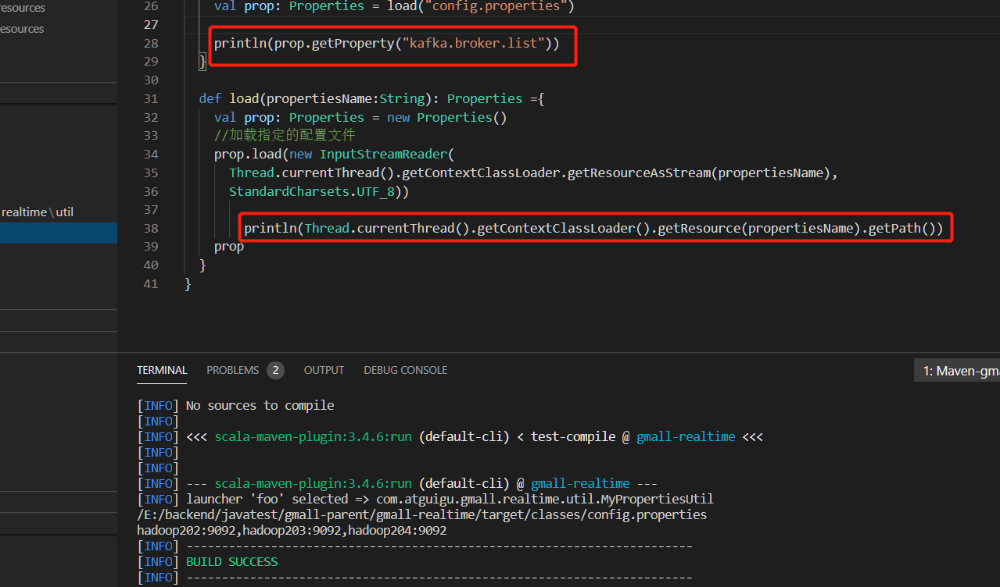 resources
esources
realtime\util
26 val prop: Properties = load("config.properties")
27
28 println(prop.getProperty("kafka.broker.list"))
29 }
30
31 def load(propertiesName:String): Properties ={
32 val prop: Properties = new Properties()
33 //加载指定的配置文件
34 prop.load(new InputStreamReader(
35 Thread.currentThread().getContextClassLoader.getResourceAsStream(propertiesName),
36 StandardCharsets.UTF_8))
37
38 println(Thread.currentThread().getContextClassLoader().getResource(propertiesName).getPath())
39 prop
40 }
41 }
TERMINAL PROBLEMS 2 OUTPUT DEBUG CONSOLE 1: Maven-gma
[INFO] No sources to compile
[INFO]
[INFO] <<< scala-maven-plugin:3.4.6:run (default-cli) < test-compile @ gmall-realtime <<<
[INFO]
[INFO]
[INFO] --- scala-maven-plugin:3.4.6:run (default-cli) @ gmall-realtime ---
[INFO] launcher 'foo' selected => com.atguigu.gmall.realtime.util.MyPropertiesUtil
/E:/backend/javatest/gmall-parent/gmall-realtime/target/classes/config.properties
hadoop202:9092,hadoop203:9092,hadoop204:9092
[INFO] ------------------------------------------------------------------------
[INFO] BUILD SUCCESS
[INFO] ------------------------------------------------------------------------